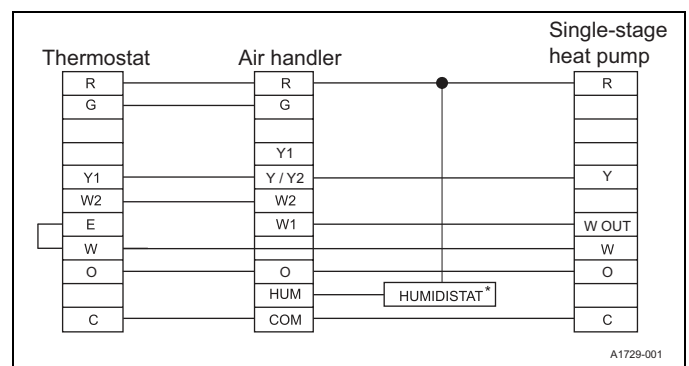 Single-stage
Thermostat Air handler heat pump
R R R
G G
Y1
Y1 Y / Y2 Y
W2 W2
E W1 W OUT
W W
O O O
HUM HUMIDISTAT*
C COM C
A1729-001